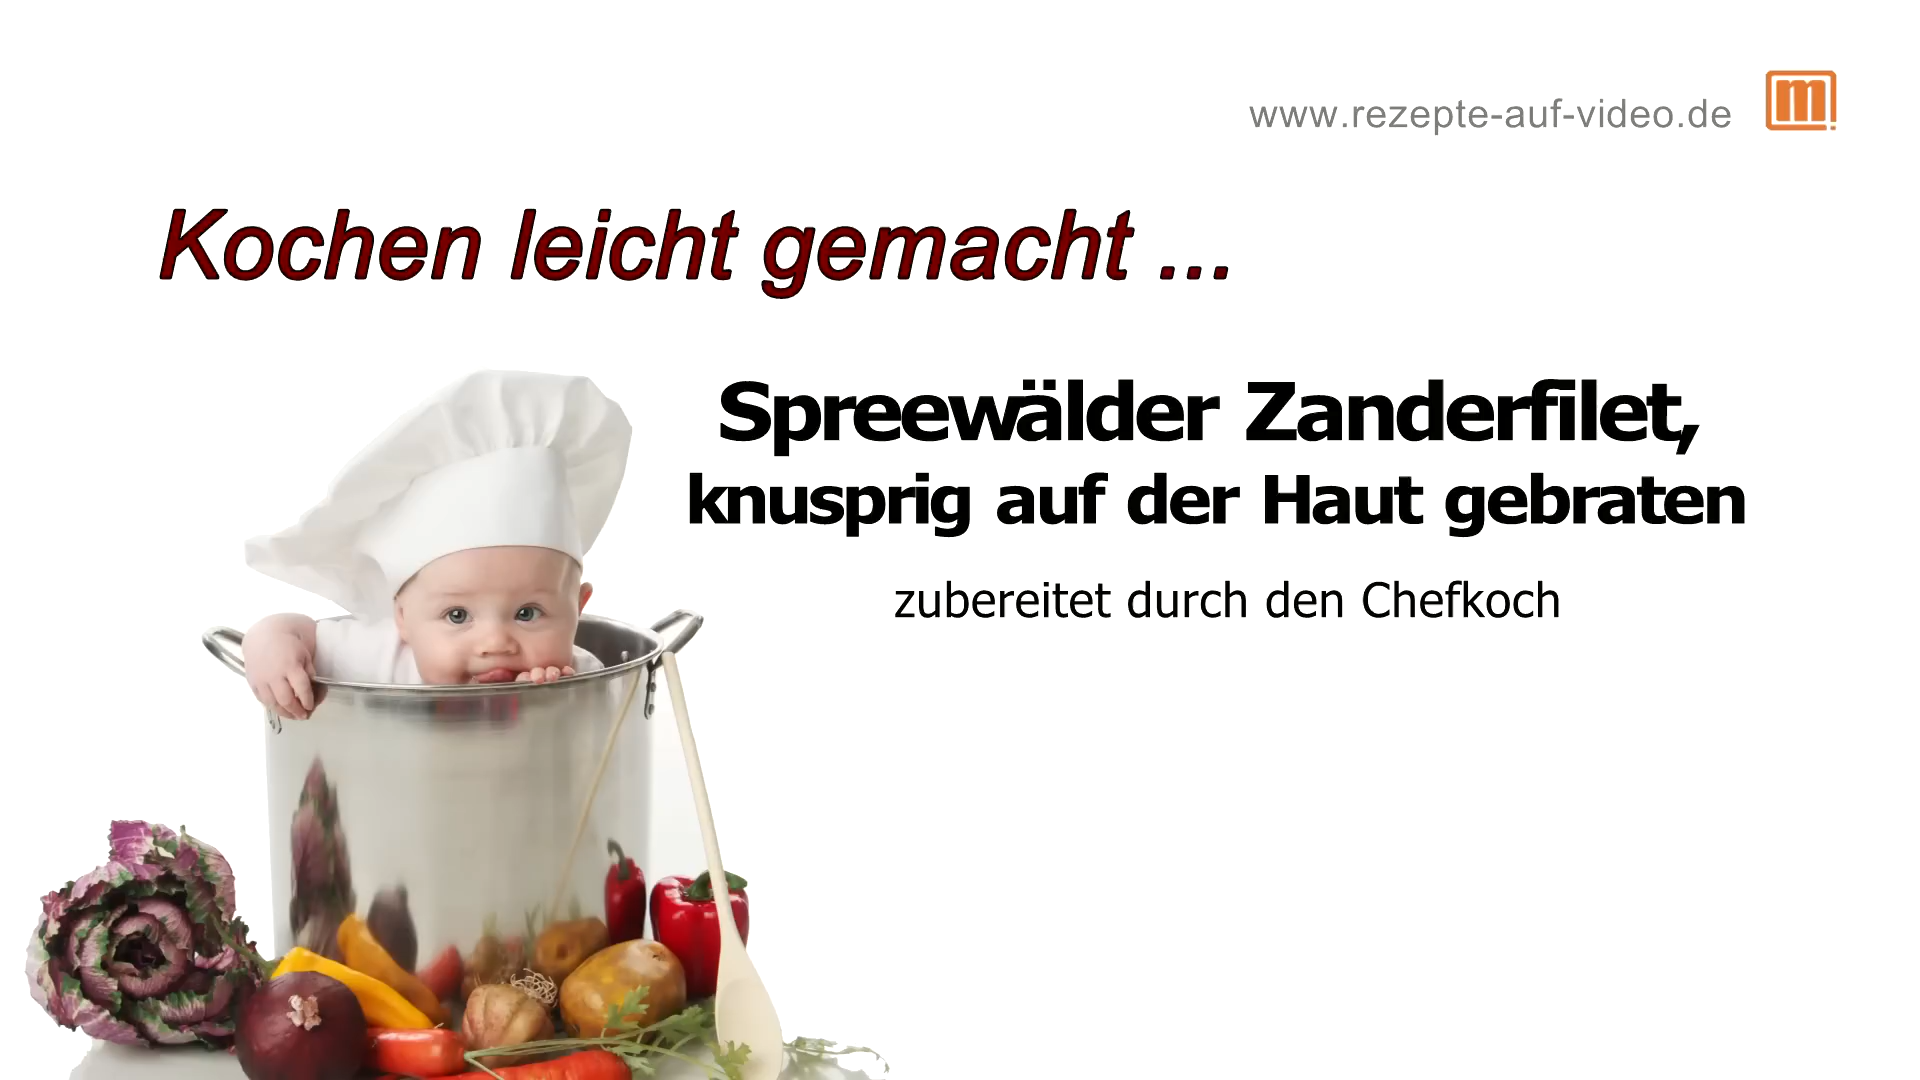 www.rezepte-auf-video.de m!
Kochen leicht gemacht ...
Spreewälder Zanderfilet,
knusprig auf der Haut gebraten
zubereitet durch den Chefkoch